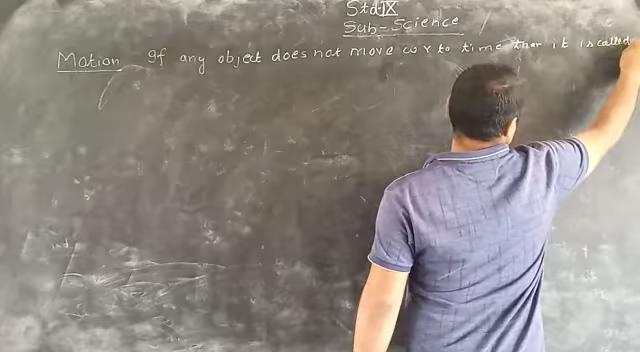 Std-IX
Sub-Science
Motion If any object does not move w r to time then it is called